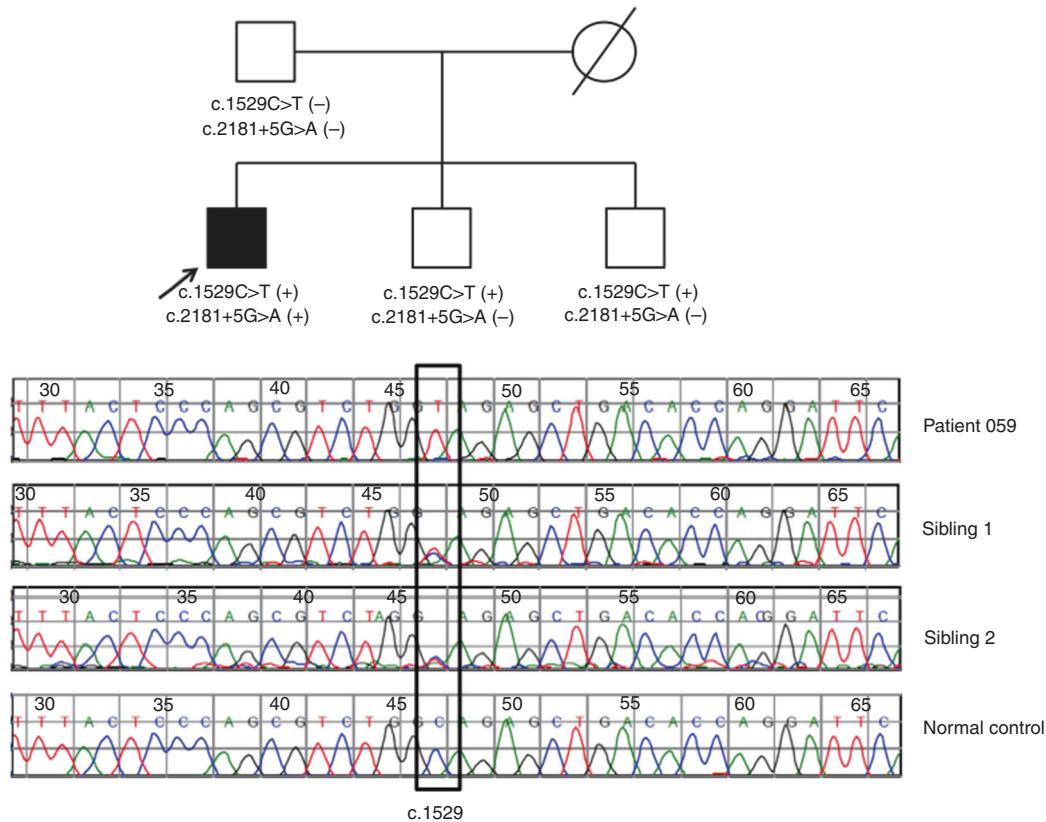 c.1529C>T (–)
c.2181+5G>A (–)
c.1529C>T (+)
c.2181+5G>A (+)
c.1529C>T (+)
c.2181+5G>A (–)
c.1529C>T (+)
c.2181+5G>A (–)
30 35 40 45 50 55 60 65
T T T A C T C C C A G C G T C T G G T A G A G C T G A C A C C A G G A T T C
Patient 059
30 35 40 45 50 55 60 65
T T T A C T C C C A G C G T C T G G A G A G C T G A C A C C A G G A T T C
Sibling 1
30 35 40 45 50 55 60 65
T T T A C T C C C A G C G T C T A G G A G A G C T G A C A C C A C G G A T T C
Sibling 2
30 35 40 45 50 55 60 65
T T T A C T C C C A G C G T C T G G C A G A G C T G A C A C C A G G A T T C
Normal control
c.1529